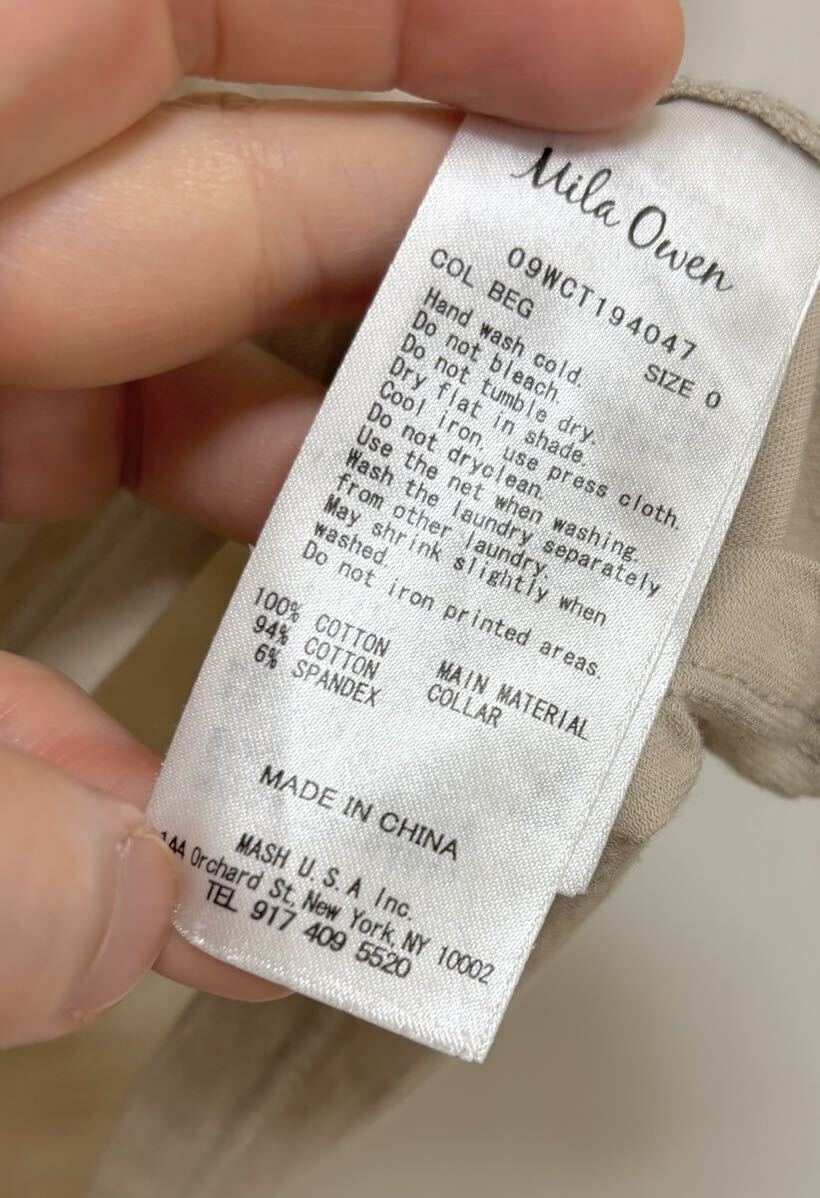 Mila Owen
09WCT194047
COL BEG SIZE 0
Hand wash cold.
Do not bleach.
Do not tumble dry.
Dry flat in shade.
Cool iron, use press cloth.
Do not dryclean.
Use the net when washing.
Wash the laundry separately
from other laundry.
May shrink slightly when
washed.
Do not iron printed areas.
100% COTTON MAIN MATERIAL
94% COTTON COLLAR
6% SPANDEX
MADE IN CHINA
MASH U.S.A Inc.
144 Orchard St, New York, NY 10002
TEL 917 409 5520